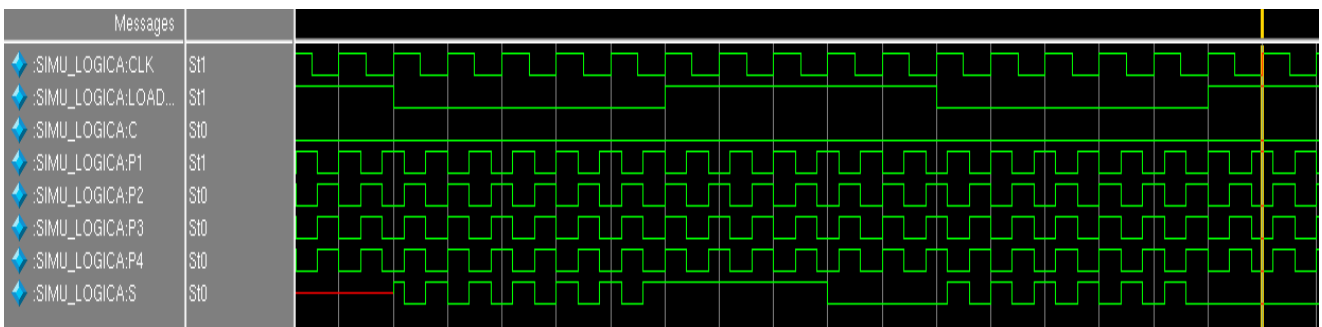 Messages
:SIMU_LOGICA:CLK St1
:SIMU_LOGICA:LOAD... St1
:SIMU_LOGICA:C St0
:SIMU_LOGICA:P1 St1
:SIMU_LOGICA:P2 St0
:SIMU_LOGICA:P3 St0
:SIMU_LOGICA:P4 St0
:SIMU_LOGICA:S St0